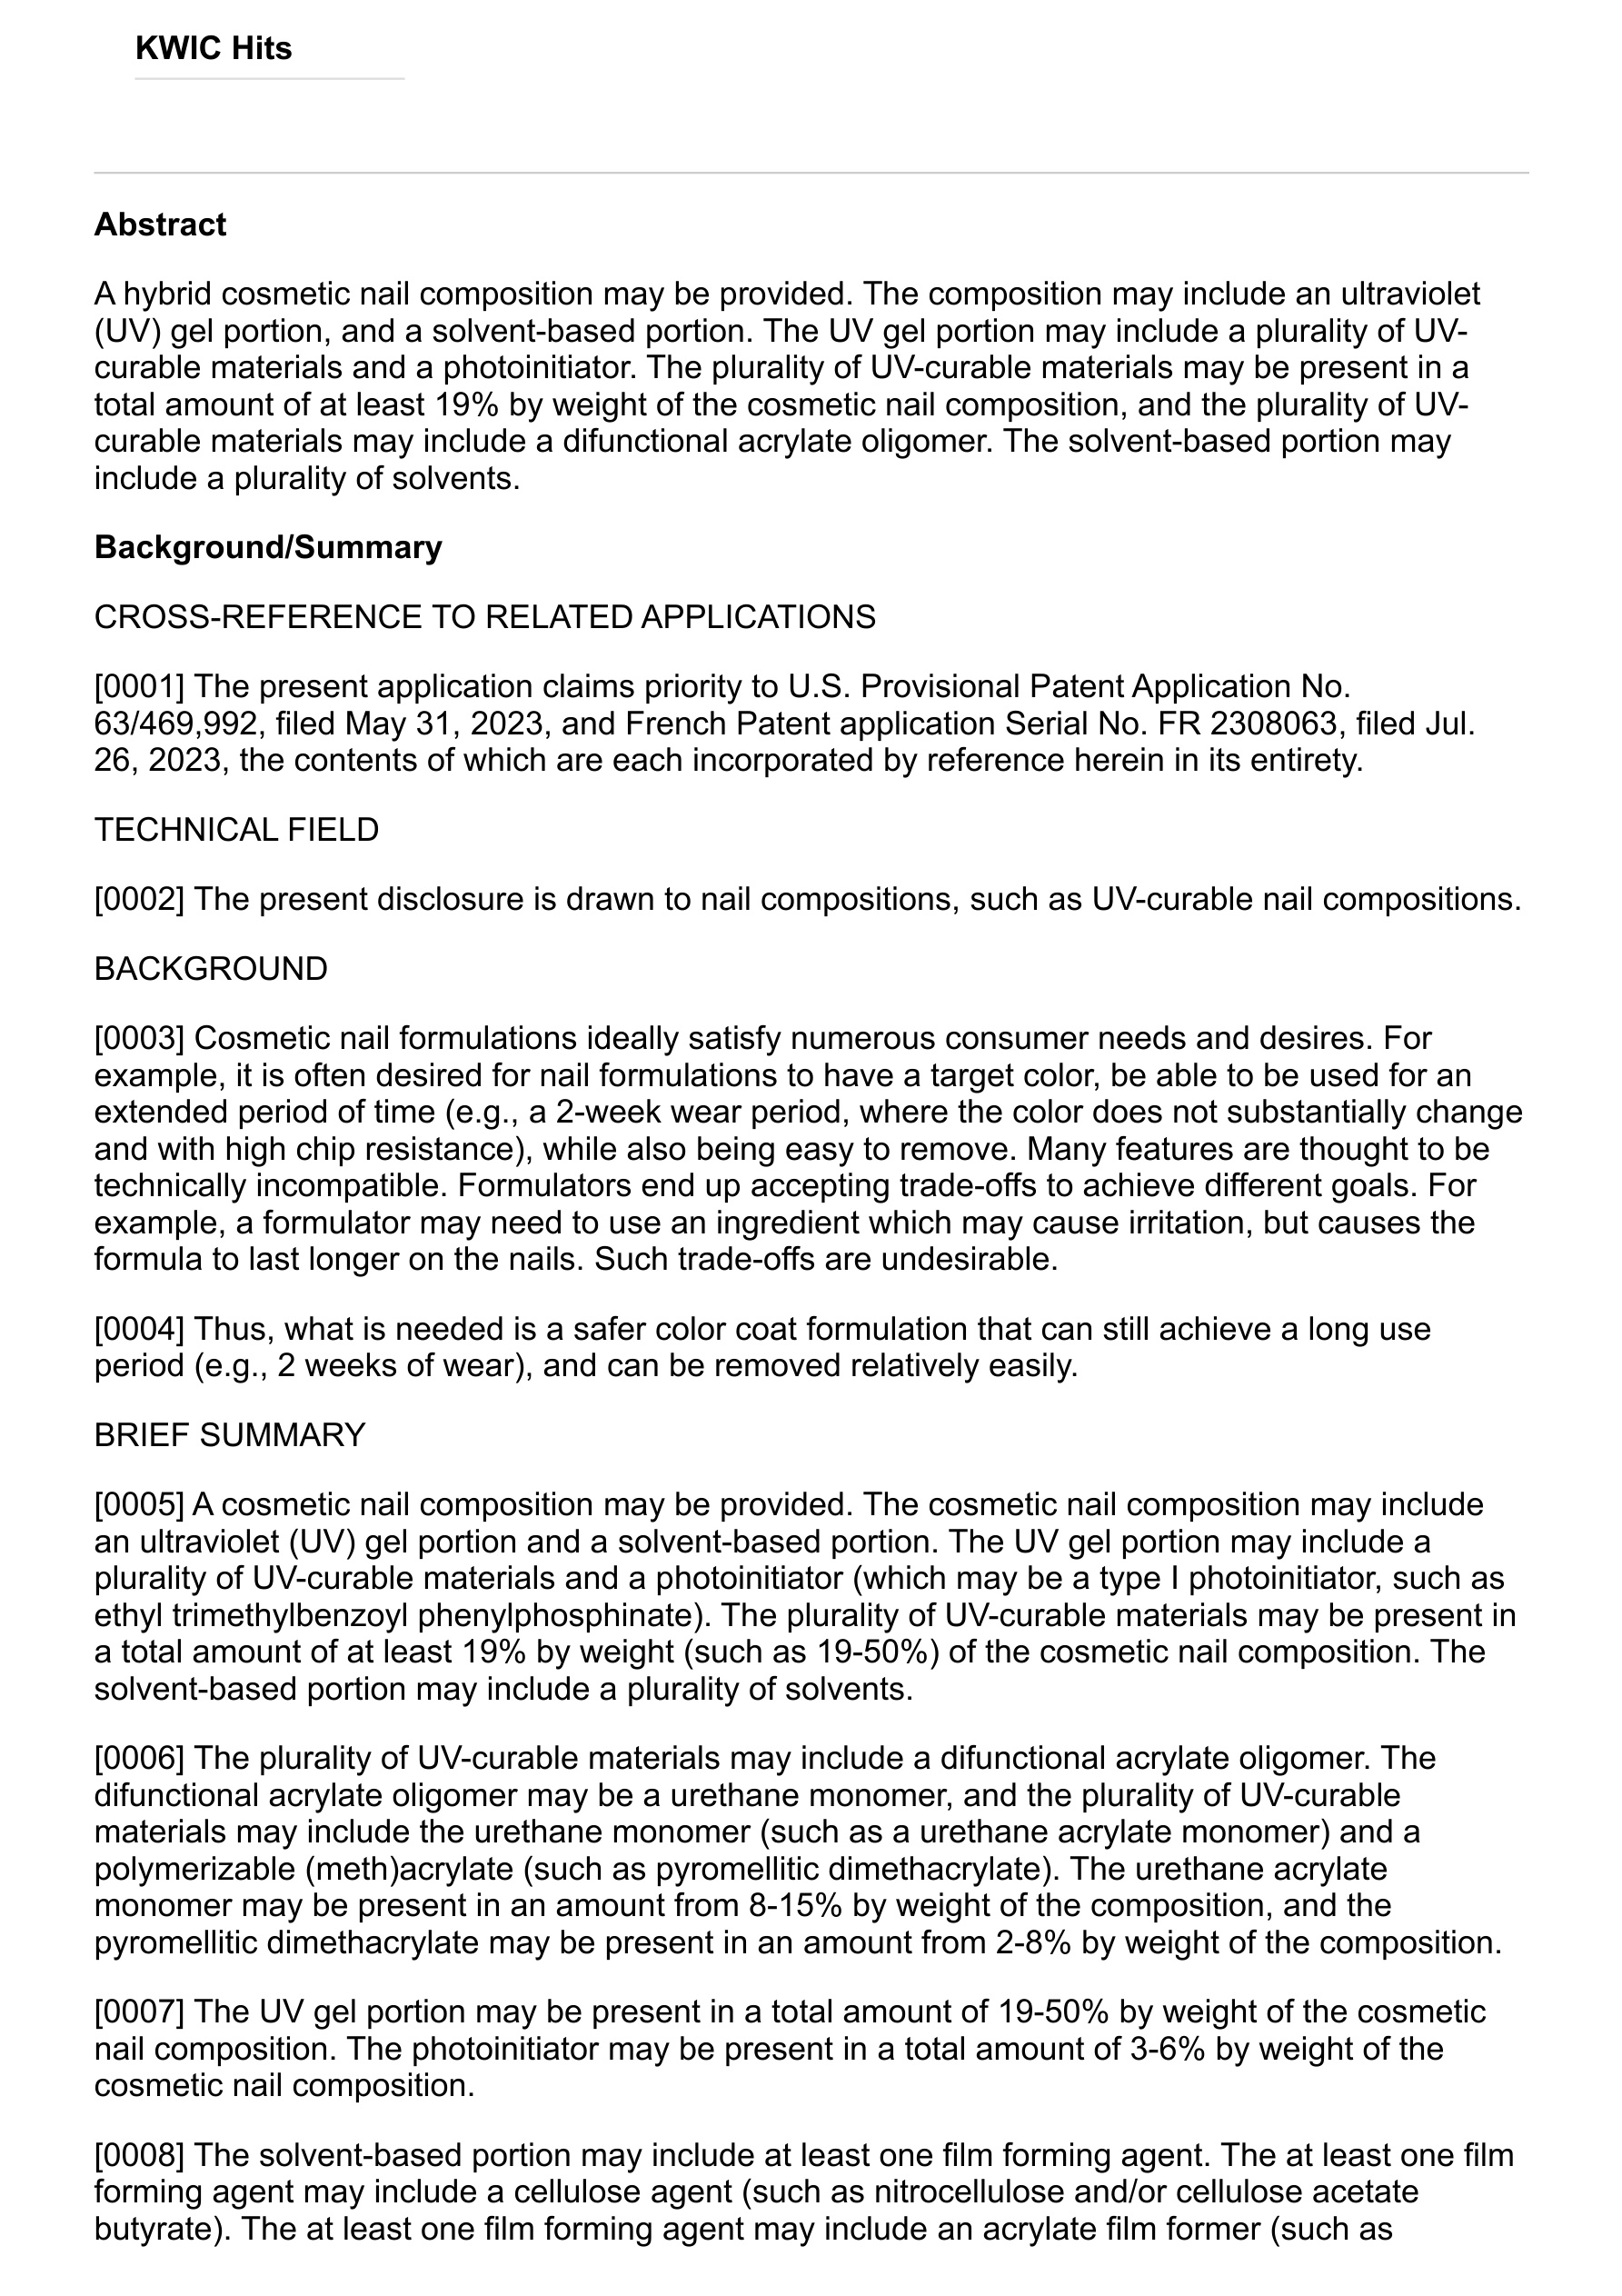 KWIC Hits
Abstract
A hybrid cosmetic nail composition may be provided. The composition may include an ultraviolet
(UV) gel portion, and a solvent-based portion. The UV gel portion may include a plurality of UV-
curable materials and a photoinitiator. The plurality of UV-curable materials may be present in a
total amount of at least 19% by weight of the cosmetic nail composition, and the plurality of UV-
curable materials may include a difunctional acrylate oligomer. The solvent-based portion may
include a plurality of solvents.
Background/Summary
CROSS-REFERENCE TO RELATED APPLICATIONS
[0001] The present application claims priority to U.S. Provisional Patent Application No.
63/469,992, filed May 31, 2023, and French Patent application Serial No. FR 2308063, filed Jul.
26, 2023, the contents of which are each incorporated by reference herein in its entirety.
TECHNICAL FIELD
[0002] The present disclosure is drawn to nail compositions, such as UV-curable nail compositions.
BACKGROUND
[0003] Cosmetic nail formulations ideally satisfy numerous consumer needs and desires. For
example, it is often desired for nail formulations to have a target color, be able to be used for an
extended period of time (e.g., a 2-week wear period, where the color does not substantially change
and with high chip resistance), while also being easy to remove. Many features are thought to be
technically incompatible. Formulators end up accepting trade-offs to achieve different goals. For
example, a formulator may need to use an ingredient which may cause irritation, but causes the
formula to last longer on the nails. Such trade-offs are undesirable.
[0004] Thus, what is needed is a safer color coat formulation that can still achieve a long use
period (e.g., 2 weeks of wear), and can be removed relatively easily.
BRIEF SUMMARY
[0005] A cosmetic nail composition may be provided. The cosmetic nail composition may include
an ultraviolet (UV) gel portion and a solvent-based portion. The UV gel portion may include a
plurality of UV-curable materials and a photoinitiator (which may be a type I photoinitiator, such as
ethyl trimethylbenzoyl phenylphosphinate). The plurality of UV-curable materials may be present in
a total amount of at least 19% by weight (such as 19-50%) of the cosmetic nail composition. The
solvent-based portion may include a plurality of solvents.
[0006] The plurality of UV-curable materials may include a difunctional acrylate oligomer. The
difunctional acrylate oligomer may be a urethane monomer, and the plurality of UV-curable
materials may include the urethane monomer (such as a urethane acrylate monomer) and a
polymerizable (meth)acrylate (such as pyromellitic dimethacrylate). The urethane acrylate
monomer may be present in an amount from 8-15% by weight of the composition, and the
pyromellitic dimethacrylate may be present in an amount from 2-8% by weight of the composition.
[0007] The UV gel portion may be present in a total amount of 19-50% by weight of the cosmetic
nail composition. The photoinitiator may be present in a total amount of 3-6% by weight of the
cosmetic nail composition.
[0008] The solvent-based portion may include at least one film forming agent. The at least one film
forming agent may include a cellulose agent (such as nitrocellulose and/or cellulose acetate
butyrate). The at least one film forming agent may include an acrylate film former (such as